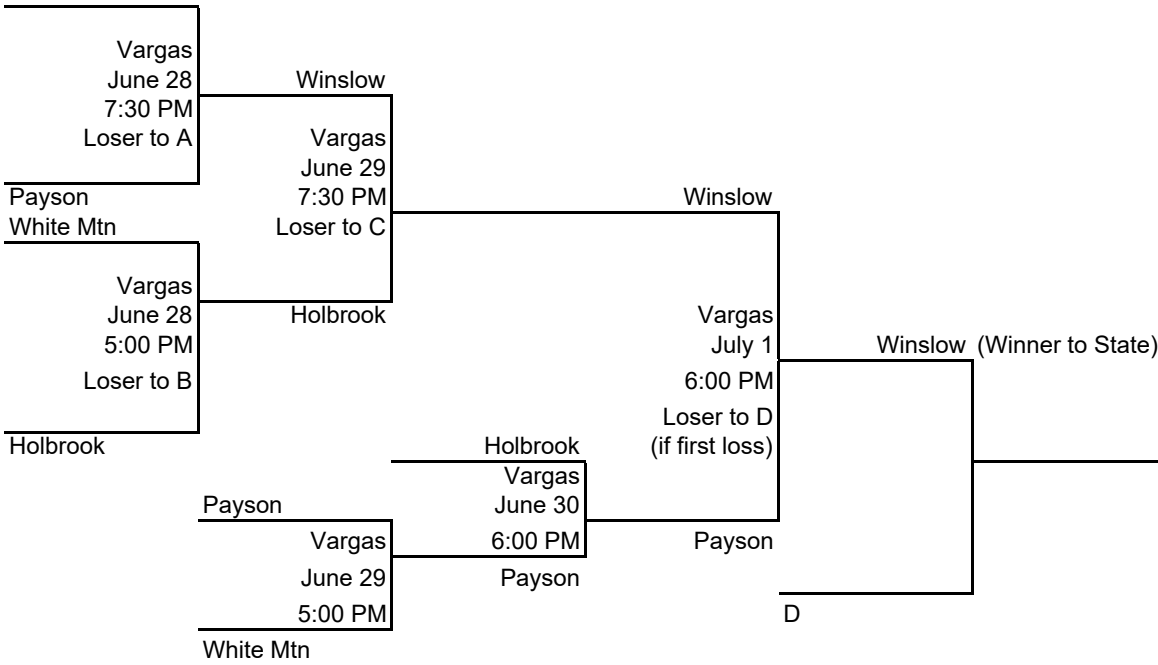 Vargas
June 28
7:30 PM
Loser to A
Payson
Winslow
Vargas
June 29
7:30 PM
Loser to C
Holbrook
White Mtn
Vargas
June 28
5:00 PM
Loser to B
Holbrook
Winslow
Vargas
July 1
6:00 PM
Loser to D
(if first loss)
Payson
Winslow (Winner to State)
Holbrook
Vargas
June 30
6:00 PM
Payson
Payson
Vargas
June 29
5:00 PM
White Mtn
D